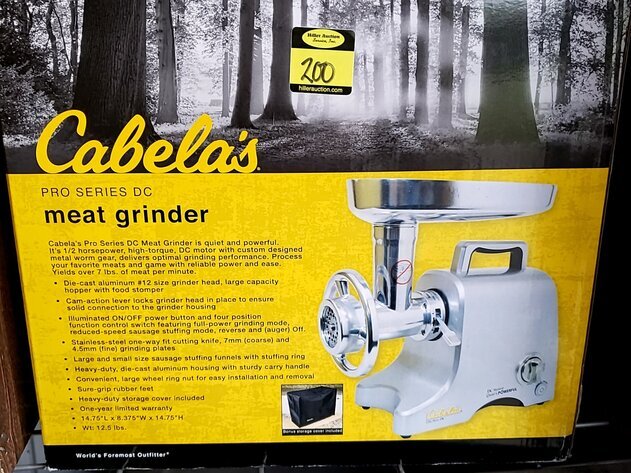 Hiller Auction
Service, Inc.
200
hillerauction.com
Cabela's
PRO SERIES DC
meat grinder
Cabela's Pro Series DC Meat Grinder is quiet and powerful.
It's 1/2 horsepower, high-torque, DC motor with custom designed
metal worm gear, delivers optimal grinding performance. Process
your favorite meats and game with reliable power and ease.
Yields over 7 lbs. of meat per minute.
• Die-cast aluminum #12 size grinder head, large capacity
hopper with food stomper
• Cam-action lever locks grinder head in place to ensure
solid connection to the grinder housing
• Illuminated ON/OFF power button and four position
function control switch featuring full-power grinding mode,
reduced-speed sausage stuffing mode, reverse and (auger) Off.
• Stainless-steel one-way fit cutting knife, 7mm (coarse) and
4.5mm (fine) grinding plates
• Large and small size sausage stuffing funnels with stuffing ring
• Heavy-duty, die-cast aluminum housing with sturdy carry handle
• Convenient, large wheel ring nut for easy installation and removal
• Sure-grip rubber feet
• Heavy-duty storage cover included
• One-year limited warranty
• 14.75"L x 8.375"W x 14.75"H
• Wt: 12.5 lbs.
Bonus storage cover included
POWERFUL
Cabela's
World's Foremost Outfitter®